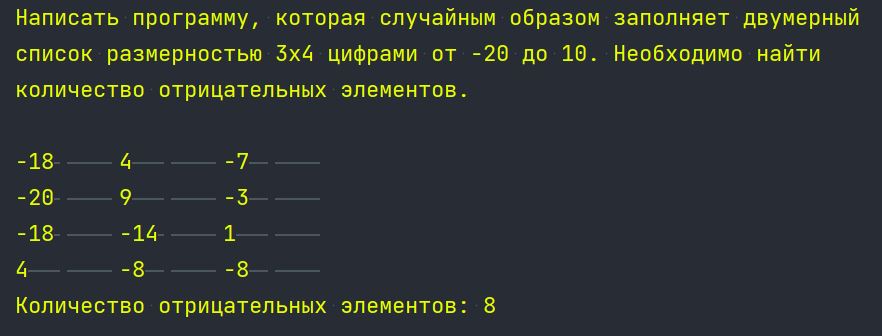 Написать программу, которая случайным образом заполняет двумерный
список размерностью 3х4 цифрами от -20 до 10. Необходимо найти
количество отрицательных элементов.
-18 4 -7
-20 9 -3
-18 -14 1
4 -8 -8
Количество отрицательных элементов: 8